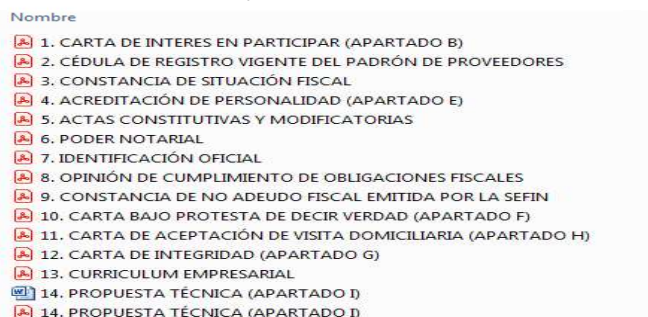 Nombre
1. CARTA DE INTERES EN PARTICIPAR (APARTADO B)
2. CÉDULA DE REGISTRO VIGENTE DEL PADRÓN DE PROVEEDORES
3. CONSTANCIA DE SITUACIÓN FISCAL
4. ACREDITACIÓN DE PERSONALIDAD (APARTADO E)
5. ACTAS CONSTITUTIVAS Y MODIFICATORIAS
6. PODER NOTARIAL
7. IDENTIFICACIÓN OFICIAL
8. OPINIÓN DE CUMPLIMIENTO DE OBLIGACIONES FISCALES
9. CONSTANCIA DE NO ADEUDO FISCAL EMITIDA POR LA SEFIN
10. CARTA BAJO PROTESTA DE DECIR VERDAD (APARTADO F)
11. CARTA DE ACEPTACIÓN DE VISITA DOMICILIARIA (APARTADO H)
12. CARTA DE INTEGRIDAD (APARTADO G)
13. CURRICULUM EMPRESARIAL
14. PROPUESTA TÉCNICA (APARTADO I)
14. PROPUESTA TÉCNICA (APARTADO I)